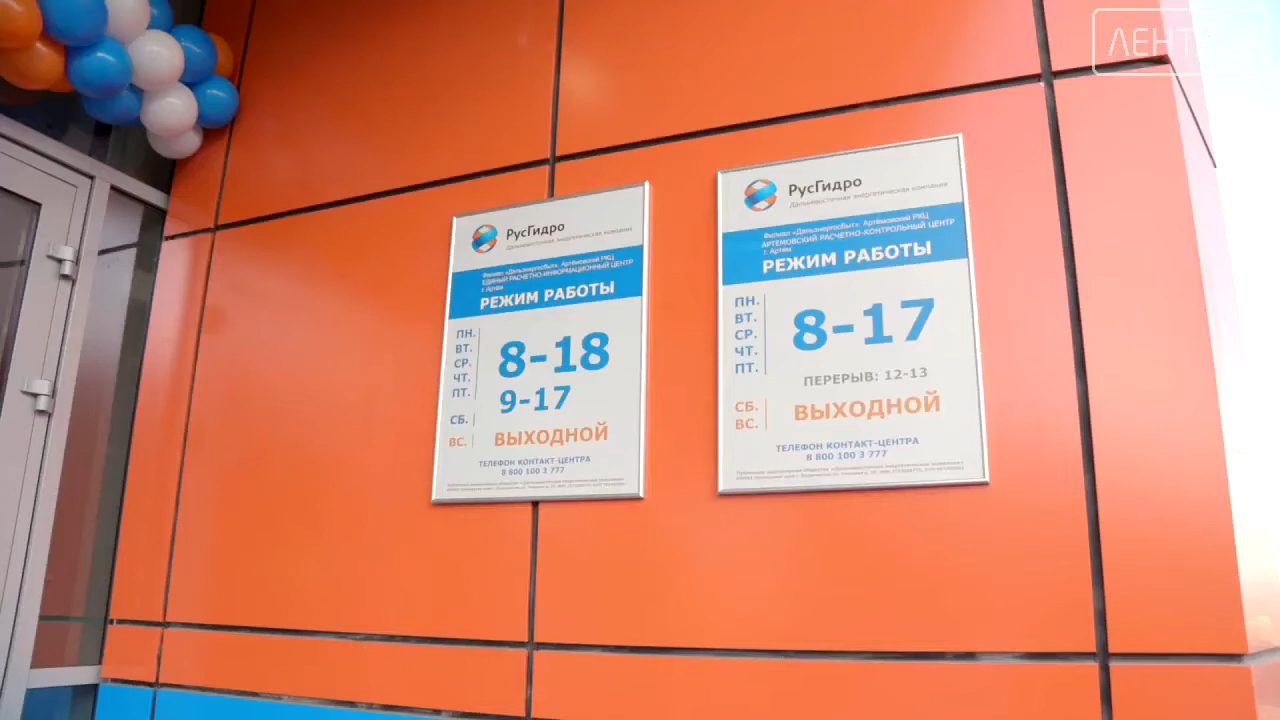 ЛЕНТ
РусГидро
Дальневосточная энергетическая компания
Филиал «Дальэнергосбыт» Артёмовский РКЦ
ЕДИНЫЙ РАСЧЕТНО-ИНФОРМАЦИОННЫЙ ЦЕНТР
г. Артём
РЕЖИМ РАБОТЫ
ПН.
ВТ.
СР.
ЧТ.
ПТ.
8-18
СБ.
9-17
ВС.
ВЫХОДНОЙ
ТЕЛЕФОН КОНТАКТ-ЦЕНТРА
8 800 100 3 777
РусГидро
Дальневосточная энергетическая компания
Филиал «Дальэнергосбыт» Артёмовский РКЦ
АРТЕМОВСКИЙ РАСЧЕТНО-КОНТРОЛЬНЫЙ ЦЕНТР
г. Артём
РЕЖИМ РАБОТЫ
ПН.
ВТ.
СР.
ЧТ.
ПТ.
8-17
ПЕРЕРЫВ: 12-13
СБ.
ВС.
ВЫХОДНОЙ
ТЕЛЕФОН КОНТАКТ-ЦЕНТРА
8 800 100 3 777